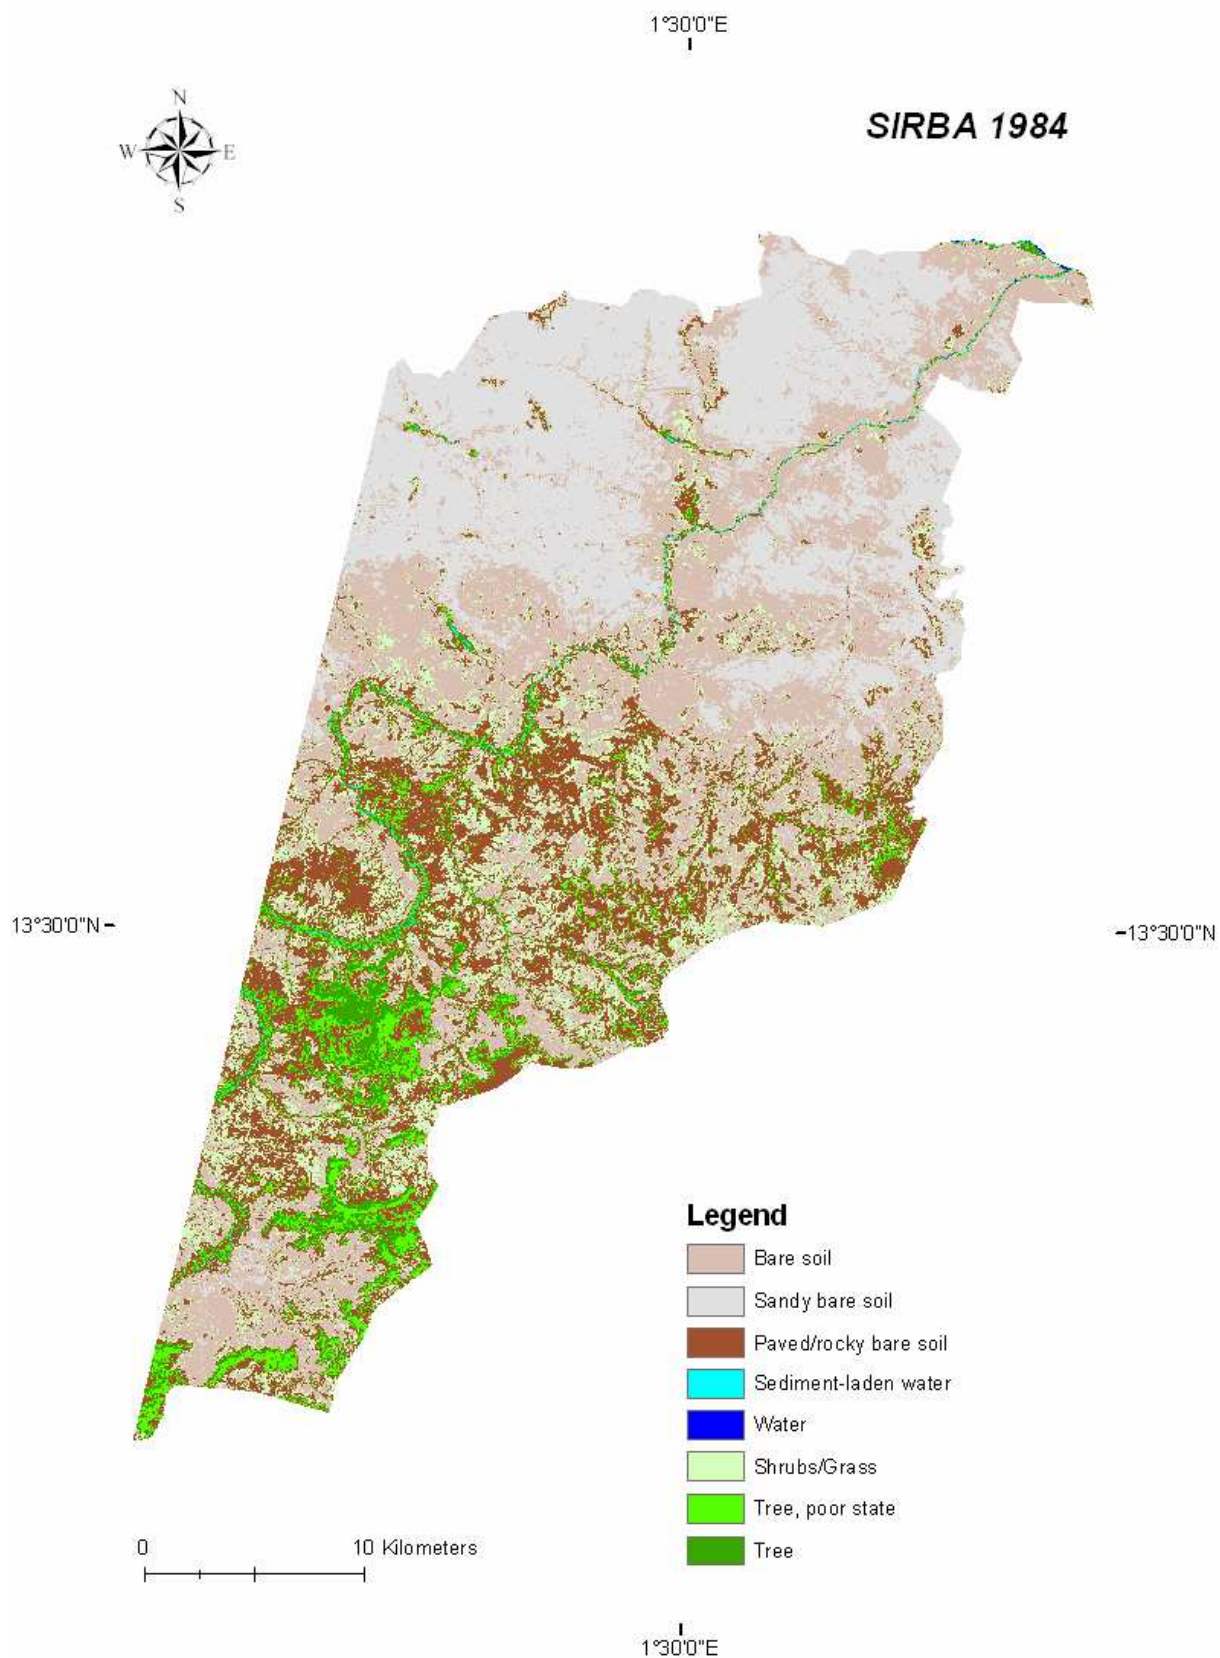 1°30'0"E
N
W E
S
SIRBA 1984
13°30'0"N
13°30'0"N
Legend
Bare soil
Sandy bare soil
Paved/rocky bare soil
Sediment-laden water
Water
Shrubs/Grass
Tree, poor state
Tree
0 10 Kilometers
1°30'0"E